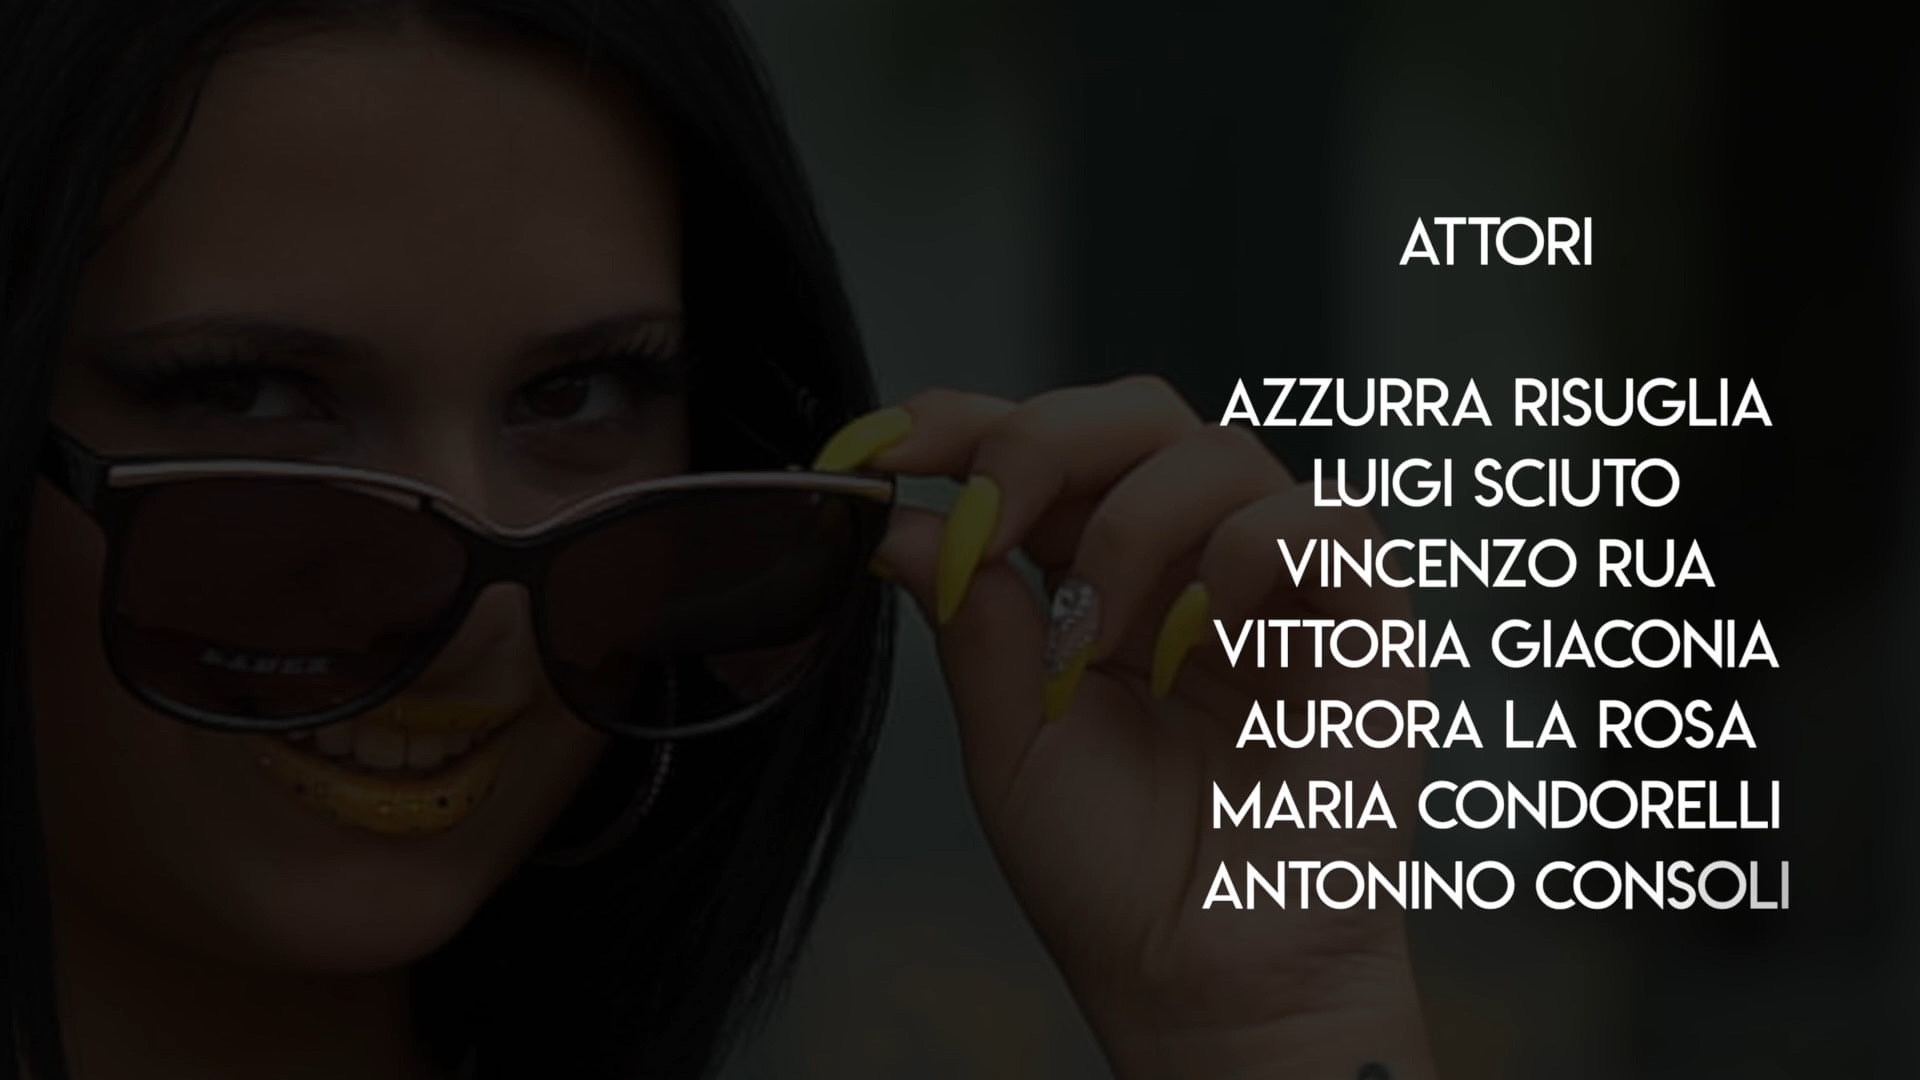 ATTORI
AZZURRA RISUGLIA
LUIGI SCIUTO
VINCENZO RUA
VITTORIA GIACONIA
AURORA LA ROSA
MARIA CONDORELLI
ANTONINO CONSOLI